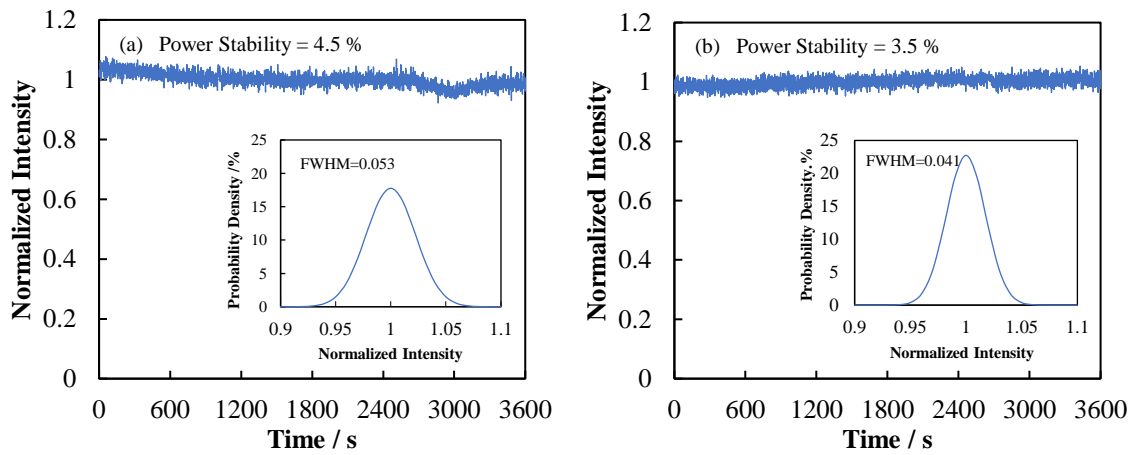 (a) Power Stability = 4.5 %
Normalized Intensity
1.2
1
0.8
0.6
0.4
0.2
0
0 600 1200 1800 2400 3000 3600
Time / s
FWHM=0.053
Probability Density /%
25
20
15
10
5
0
0.9 0.95 1 1.05 1.1
Normalized Intensity
(b) Power Stability = 3.5 %
Normalized Intensity
1.2
1.0
0.8
0.6
0.4
0.2
0
0 600 1200 1800 2400 3000 3600
Time / s
FWHM=0.041
Probability Density.%
25
20
15
10
5
0
0.9 0.95 1 1.05 1.1
Normalized Intensity